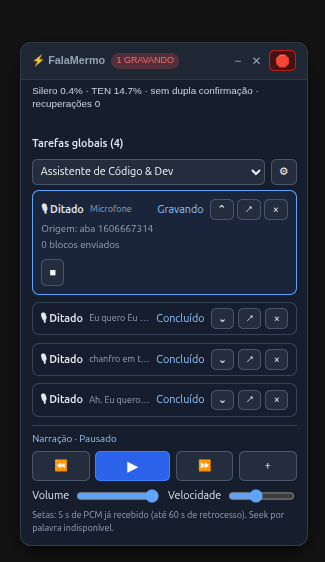 ⚡ FalaMermo 1 GRAVANDO − ✕ 🛑
Silero 0.4% · TEN 14.7% · sem dupla confirmação ·
recuperações 0
Tarefas globais (4)
Assistente de Código & Dev ⚙
🎙 Ditado Microfone Gravando ⌃ ↗ ×
Origem: aba 1606667314
0 blocos enviados
■
🎙 Ditado Eu quero Eu ... Concluído ⌄ ↗ ×
🎙 Ditado chanfro em t... Concluído ⌄ ↗ ×
🎙 Ditado Ah. Eu quero... Concluído ⌄ ↗ ×
Narração · Pausado
⏪ ▶ ⏩ +
Volume Velocidade
Setas: 5 s de PCM já recebido (até 60 s de retrocesso). Seek por
palavra indisponível.